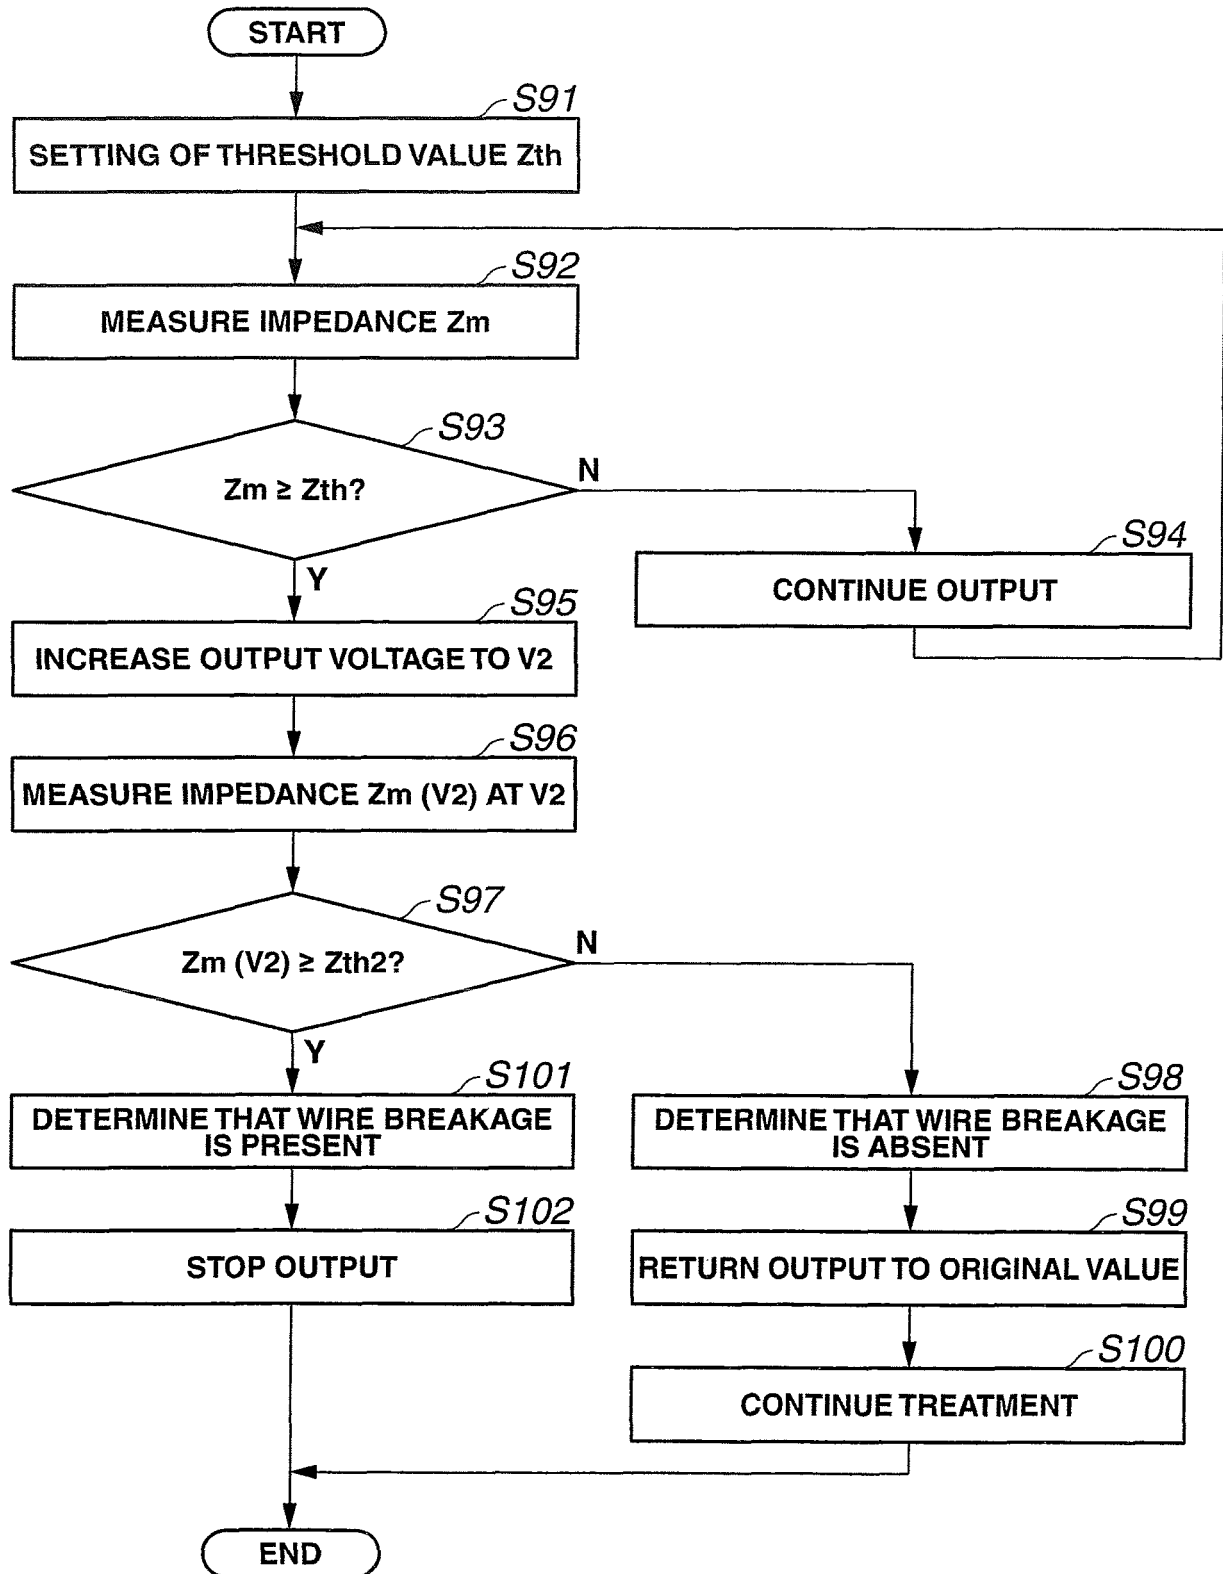 START
S91
SETTING OF THRESHOLD VALUE Zth
S92
MEASURE IMPEDANCE Zm
S93
Zm ≥ Zth?
N
Y
S94
CONTINUE OUTPUT
S95
INCREASE OUTPUT VOLTAGE TO V2
S96
MEASURE IMPEDANCE Zm (V2) AT V2
S97
Zm (V2) ≥ Zth2?
N
Y
S101
DETERMINE THAT WIRE BREAKAGE
IS PRESENT
S98
DETERMINE THAT WIRE BREAKAGE
IS ABSENT
S102
STOP OUTPUT
S99
RETURN OUTPUT TO ORIGINAL VALUE
S100
CONTINUE TREATMENT
END